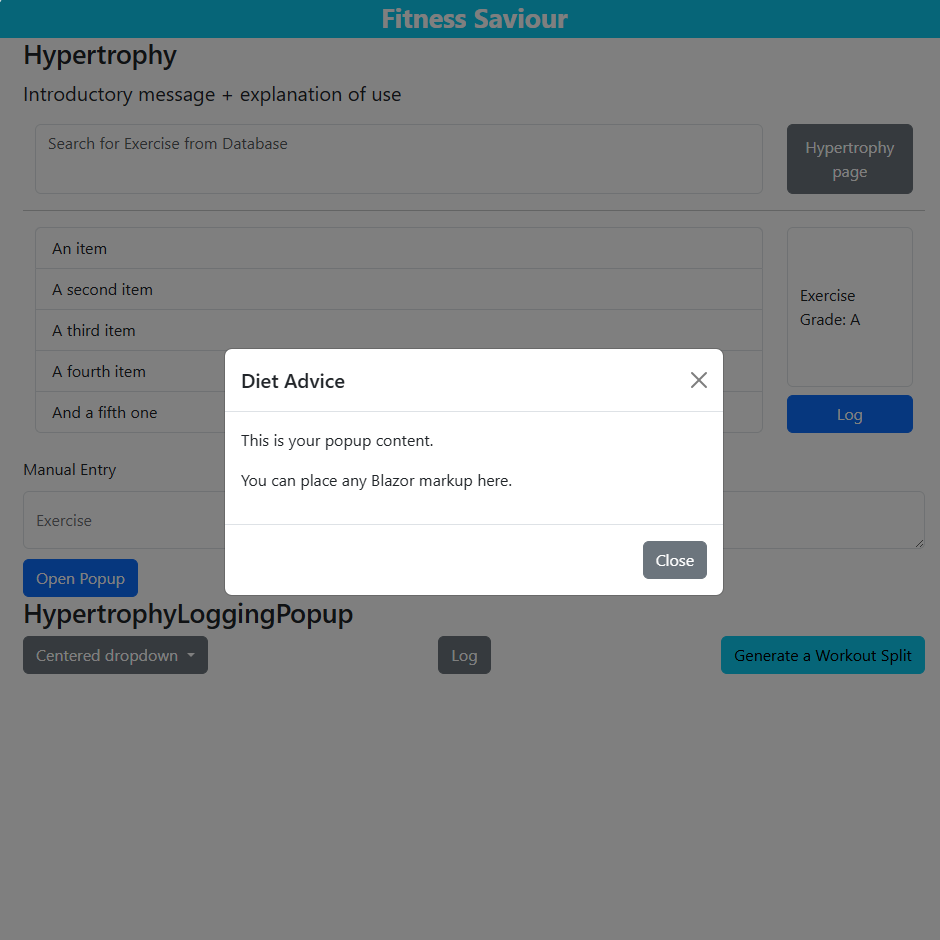 Fitness Saviour
Hypertrophy
Introductory message + explanation of use
Search for Exercise from Database
Hypertrophy
page
An item
A second item
A third item
A fourth item
And a fifth one
Exercise
Grade: A
Log
Diet Advice
This is your popup content.
You can place any Blazor markup here.
Close
Manual Entry
Exercise
Open Popup
HypertrophyLoggingPopup
Centered dropdown
Log
Generate a Workout Split